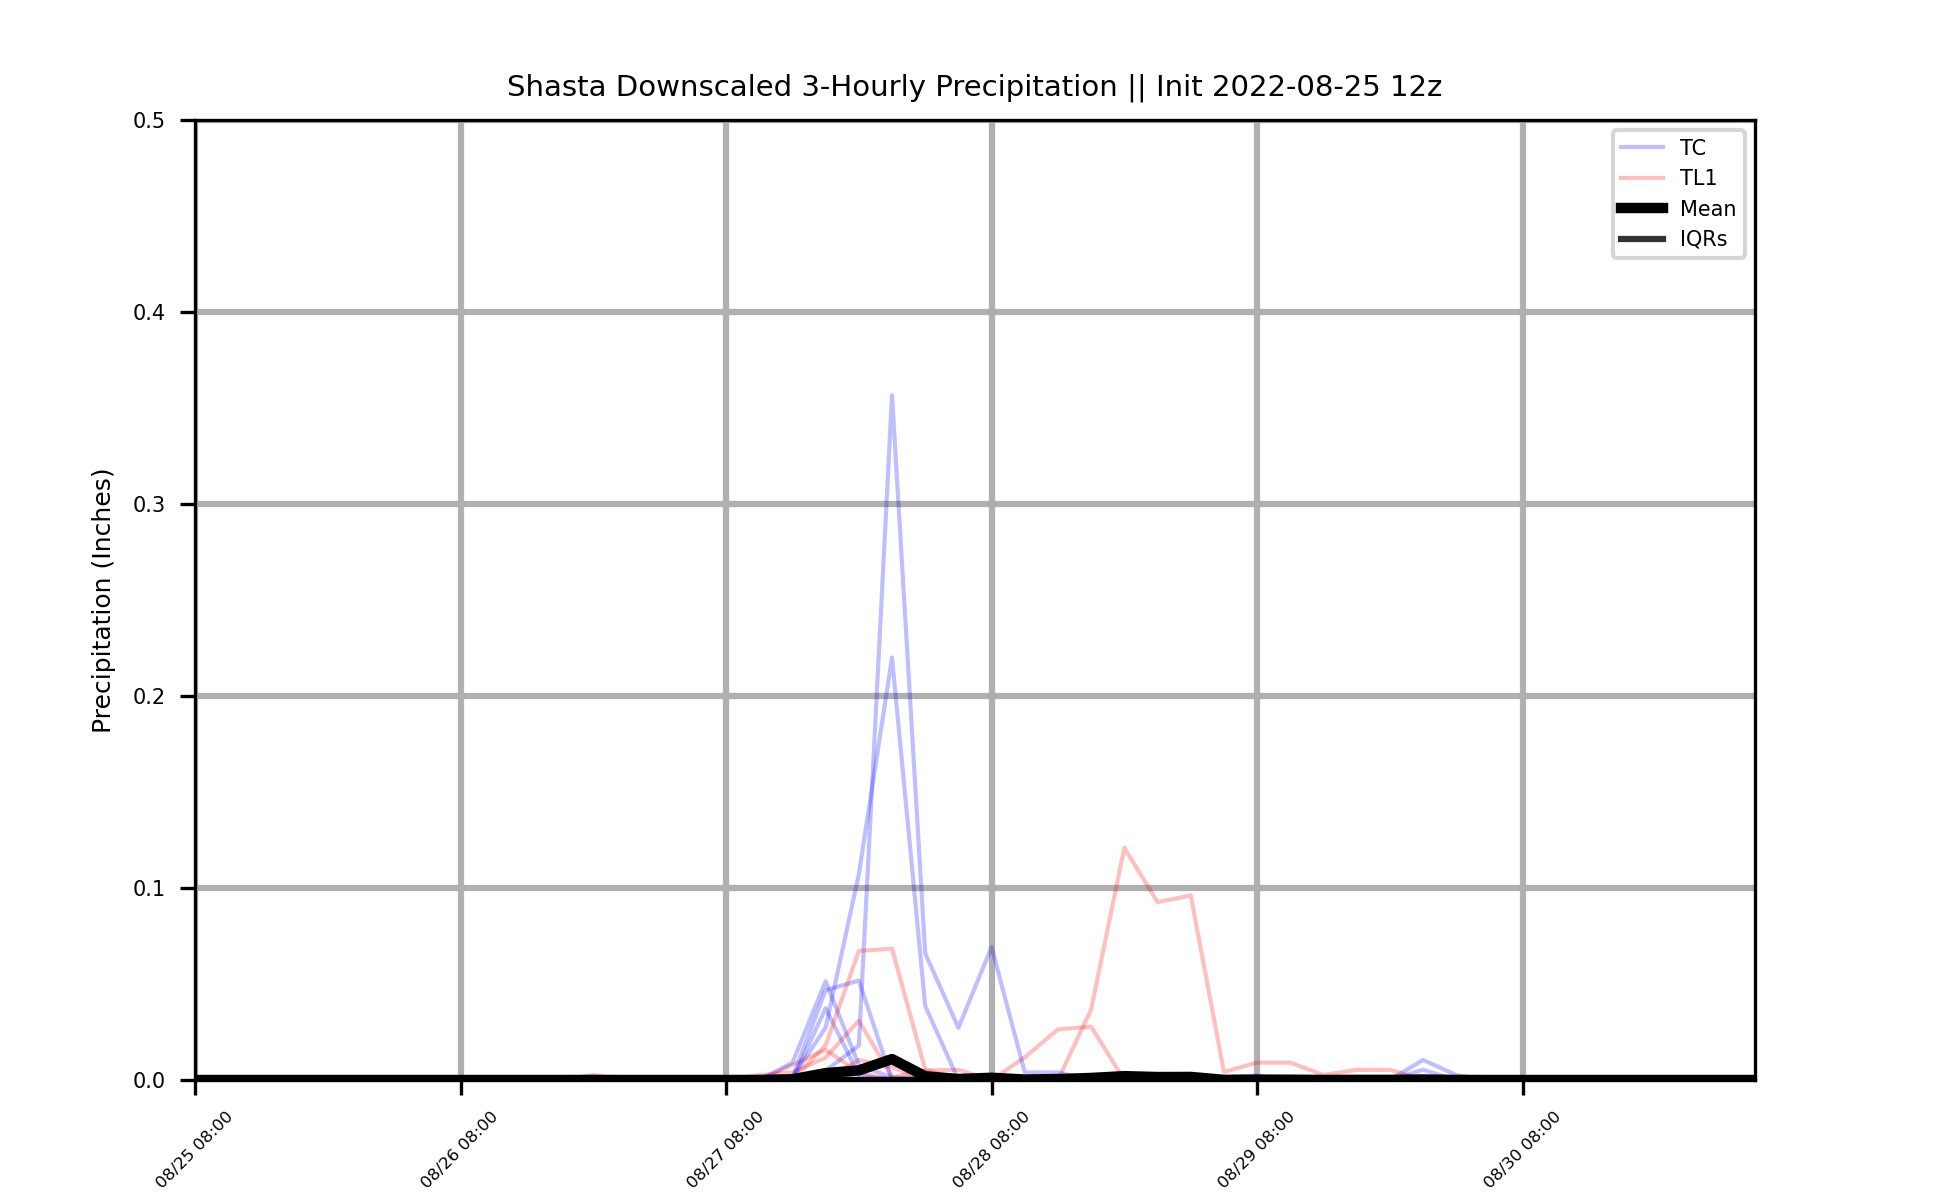 Shasta Downscaled 3-Hourly Precipitation || Init 2022-08-25 12z
Precipitation (Inches)
0.5
0.4
0.3
0.2
0.1
0.0
TC
TL1
Mean
IQRs
08/25 08:00
08/26 08:00
08/27 08:00
08/28 08:00
08/29 08:00
08/30 08:00